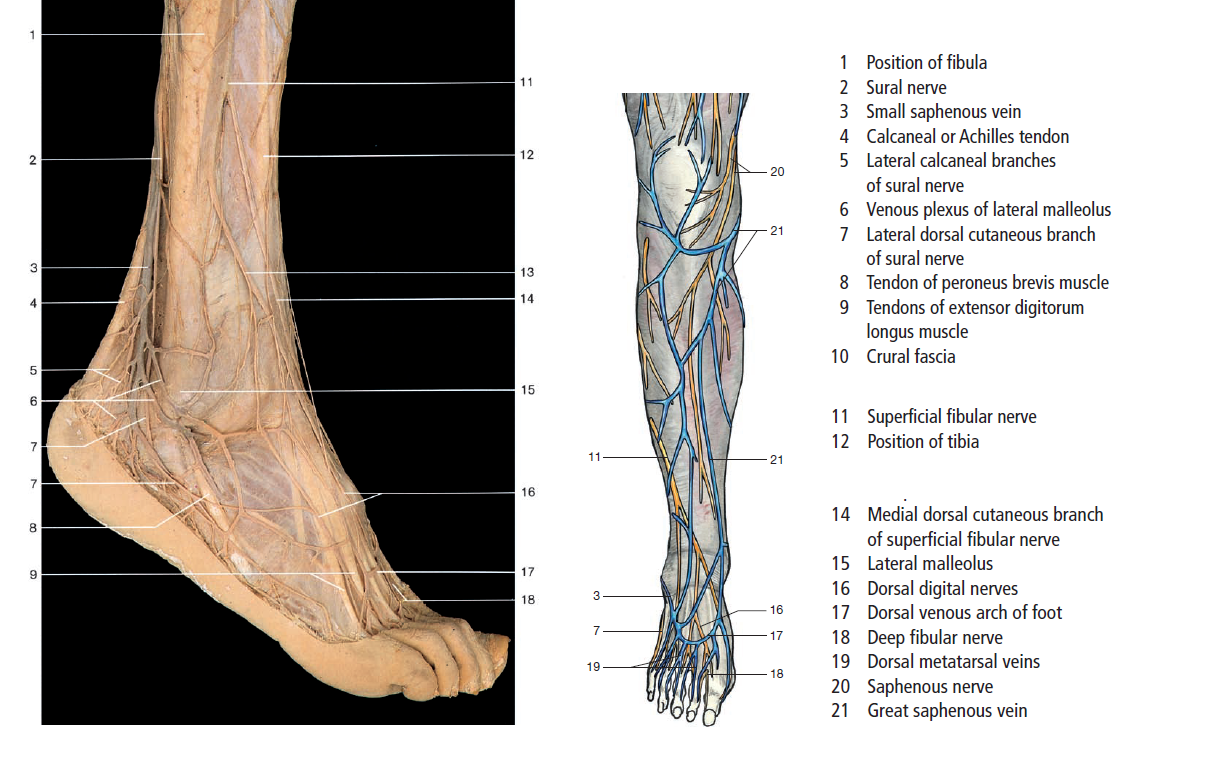 1
2
3
4
5
6
7
7
8
9
11
12
13
14
15
16
17
18
20
21
11
21
3
16
7
17
19
18
1 Position of fibula
2 Sural nerve
3 Small saphenous vein
4 Calcaneal or Achilles tendon
5 Lateral calcaneal branches
of sural nerve
6 Venous plexus of lateral malleolus
7 Lateral dorsal cutaneous branch
of sural nerve
8 Tendon of peroneus brevis muscle
9 Tendons of extensor digitorum
longus muscle
10 Crural fascia
11 Superficial fibular nerve
12 Position of tibia
14 Medial dorsal cutaneous branch
of superficial fibular nerve
15 Lateral malleolus
16 Dorsal digital nerves
17 Dorsal venous arch of foot
18 Deep fibular nerve
19 Dorsal metatarsal veins
20 Saphenous nerve
21 Great saphenous vein